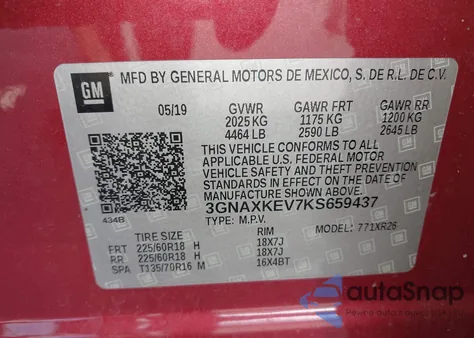 GM
MFD BY GENERAL MOTORS DE MEXICO, S. DE R.L. DE C.V.
05/19 GVWR GAWR FRT GAWR RR
2025 KG 1175 KG 1200 KG
4464 LB 2590 LB 2645 LB
THIS VEHICLE CONFORMS TO ALL
APPLICABLE U.S. FEDERAL MOTOR
VEHICLE SAFETY AND THEFT
PREVENTION STANDARDS IN EFFECT
ON THE DATE OF MANUFACTURE
SHOWN ABOVE.
3GNAXKEV7KS659437
434B TYPE: M.P.V. MODEL: 771XR26
TIRE SIZE RIM
FRT 225/60R18 H 18X7J
RR 225/60R18 H 18X7J
SPA T135/70R16 M 16X4BT
autoSnap